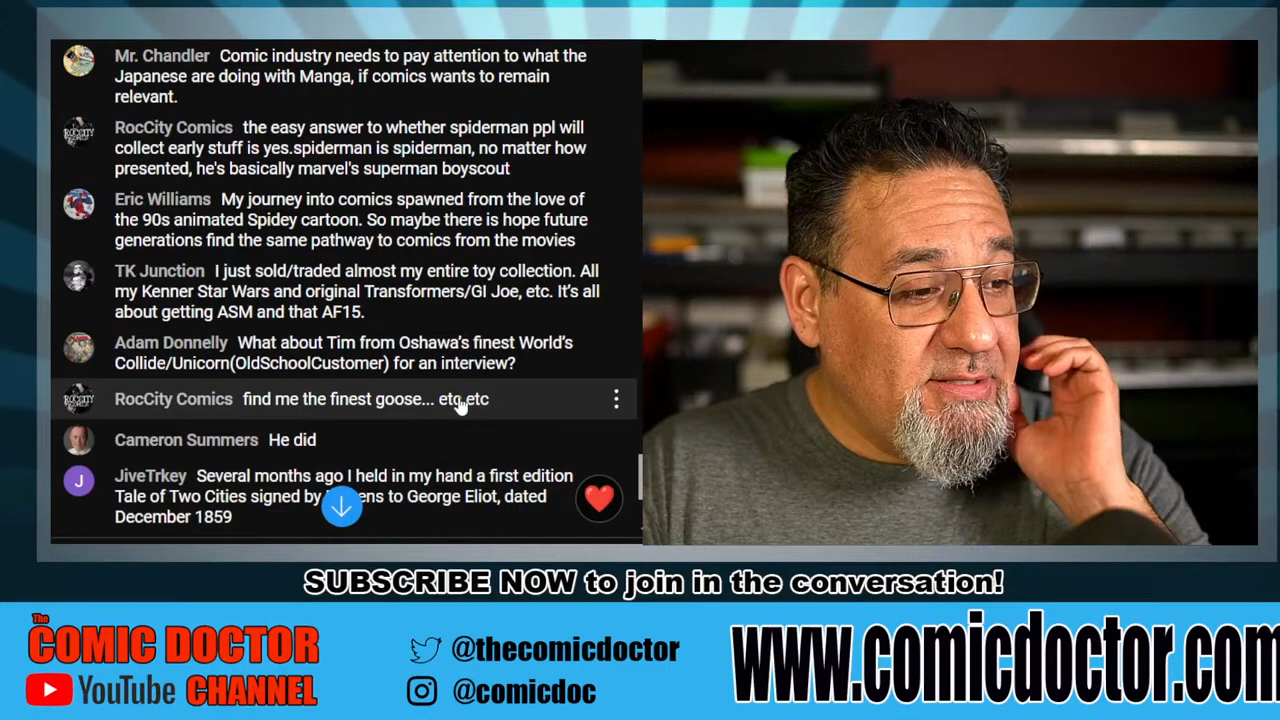 Mr. Chandler Comic industry needs to pay attention to what the
Japanese are doing with Manga, if comics wants to remain
relevant.
RocCity Comics the easy answer to whether spiderman ppl will
collect early stuff is yes.spiderman is spiderman, no matter how
presented, he's basically marvel's superman boyscout
Eric Williams My journey into comics spawned from the love of
the 90s animated Spidey cartoon. So maybe there is hope future
generations find the same pathway to comics from the movies
TK Junction I just sold/traded almost my entire toy collection. All
my Kenner Star Wars and original Transformers/GI Joe, etc. It's all
about getting ASM and that AF15.
Adam Donnelly What about Tim from Oshawa's finest World's
Collide/Unicorn(OldSchoolCustomer) for an interview?
RocCity Comics find me the finest goose... etc etc
Cameron Summers He did
J
JiveTrkey Several months ago I held in my hand a first edition
Tale of Two Cities signed by to George Eliot, dated
December 1859
SUBSCRIBE NOW to join in the conversation!
The
COMIC DOCTOR
YouTube CHANNEL
@thecomicdoctor
@comicdoc
www.comicdoctor.com